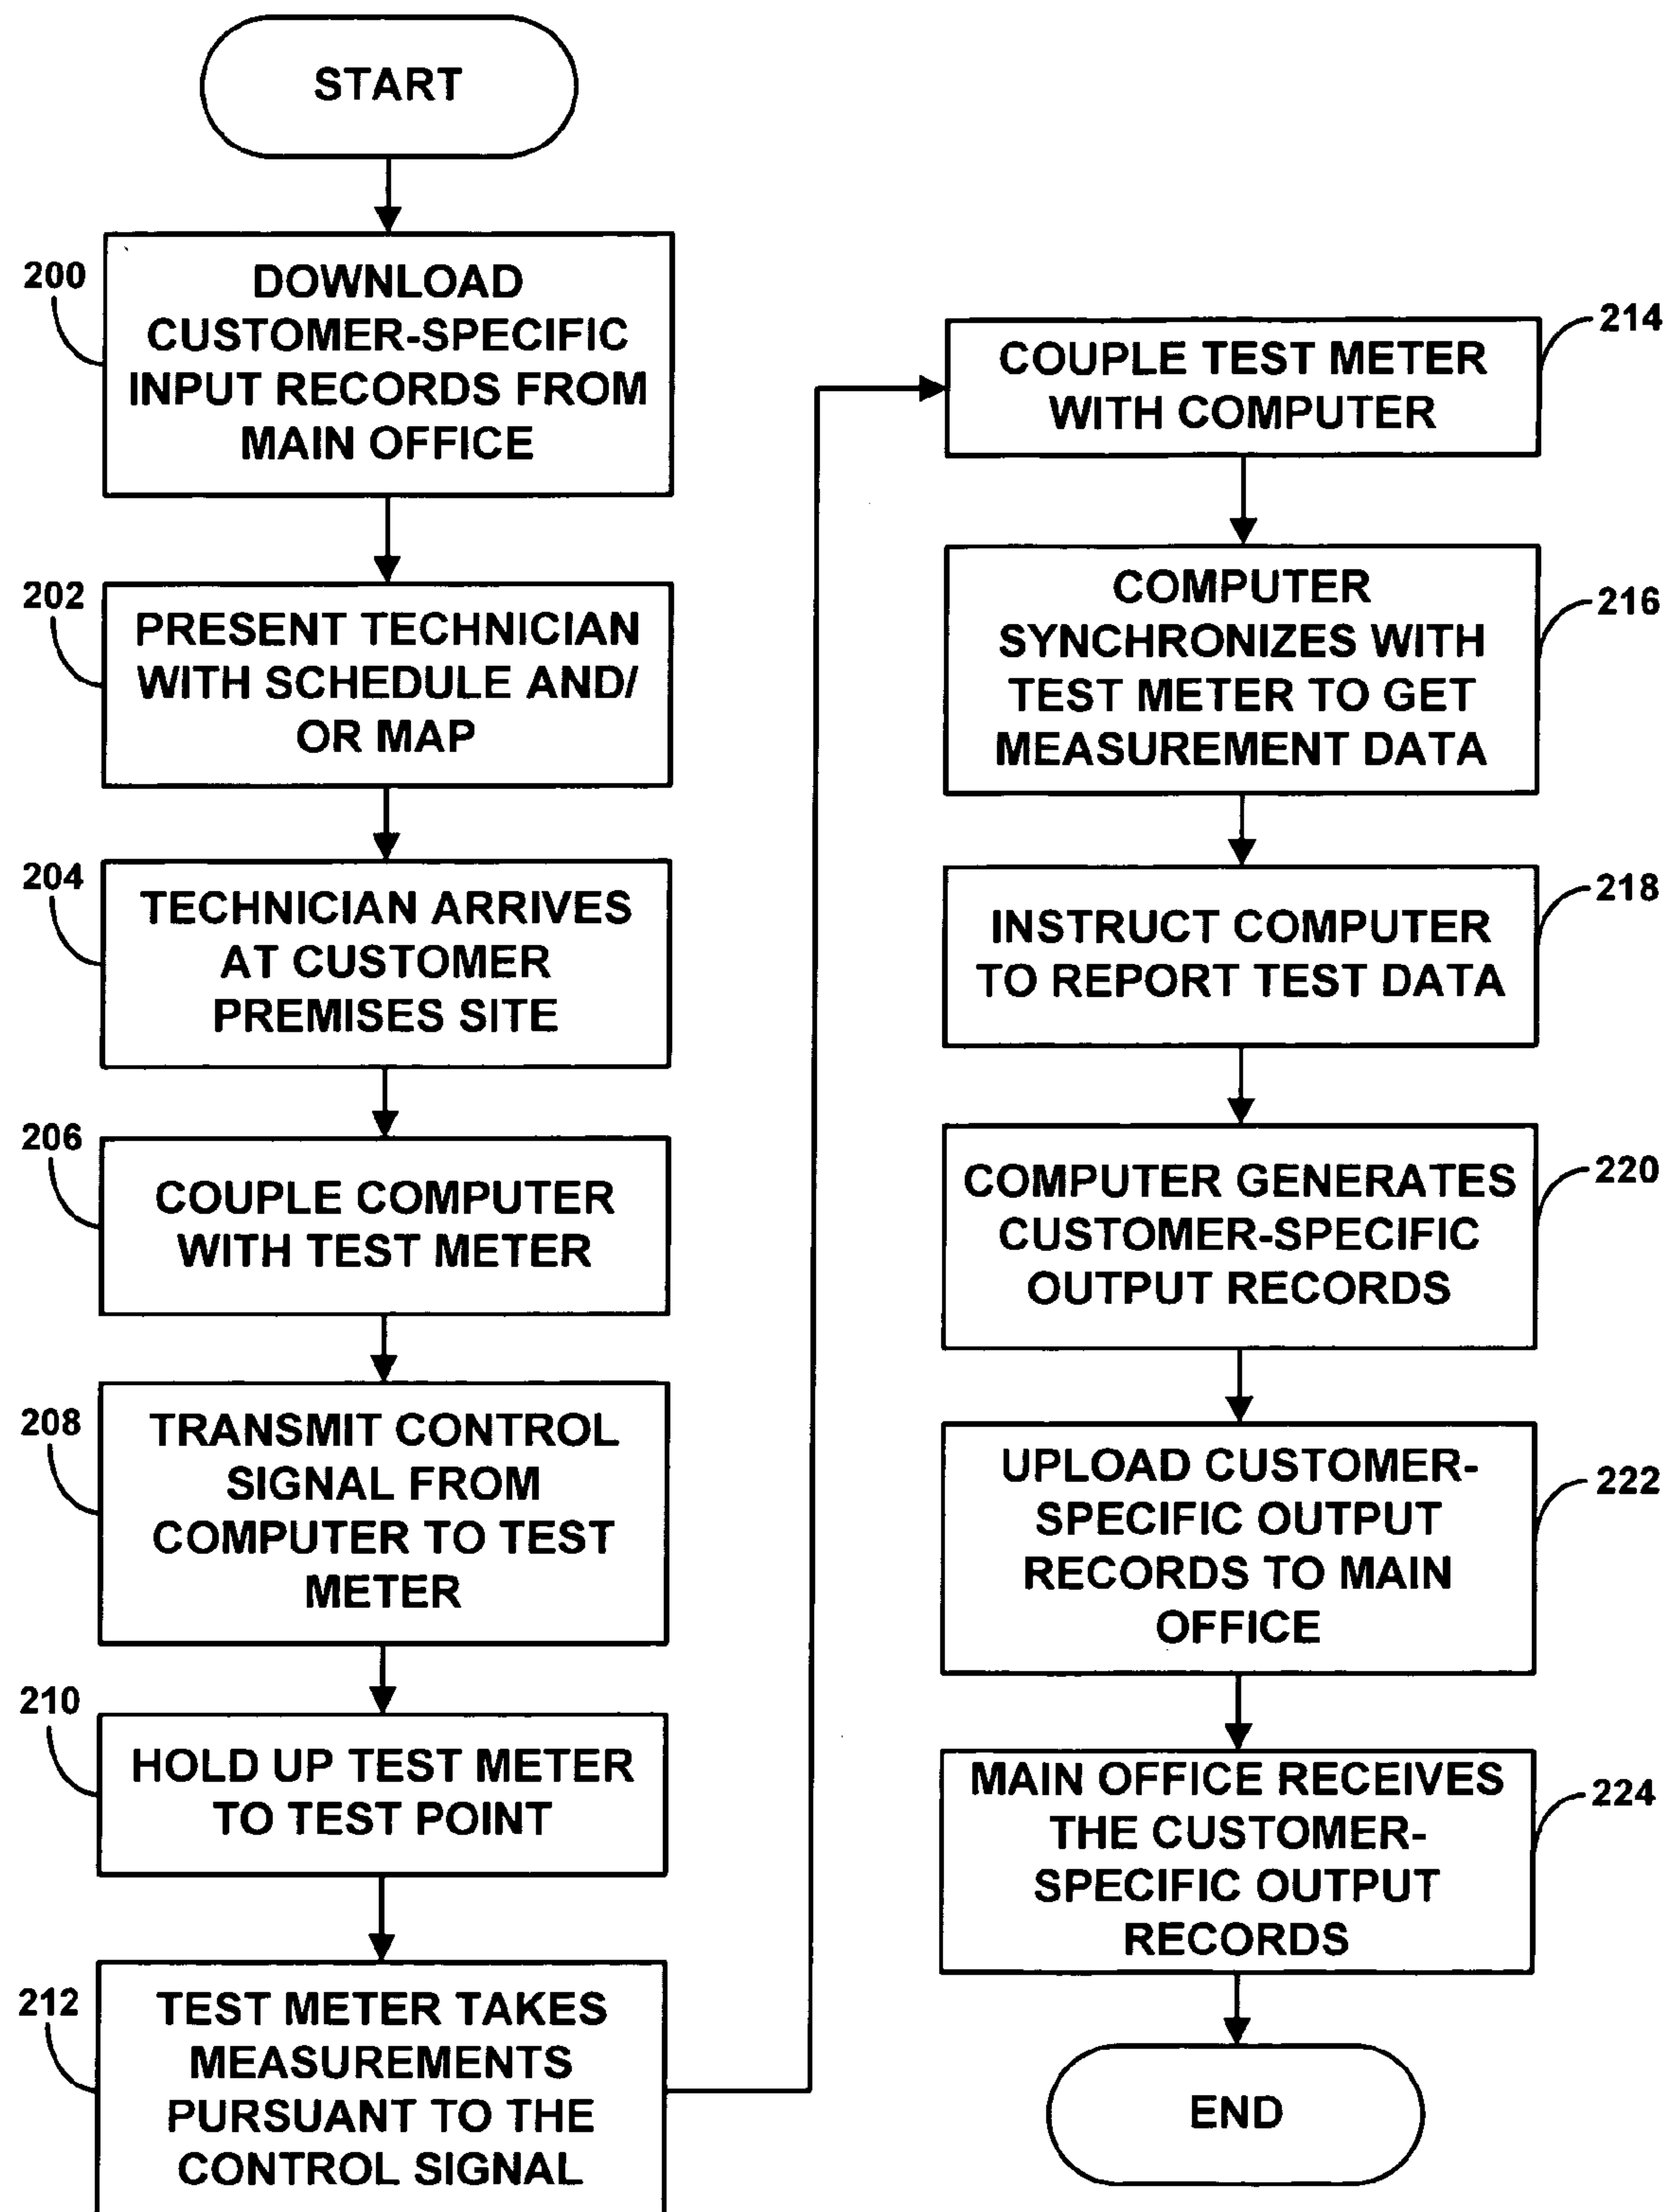 START
200
DOWNLOAD
CUSTOMER-SPECIFIC
INPUT RECORDS FROM
MAIN OFFICE
202
PRESENT TECHNICIAN
WITH SCHEDULE AND/
OR MAP
204
TECHNICIAN ARRIVES
AT CUSTOMER
PREMISES SITE
206
COUPLE COMPUTER
WITH TEST METER
208
TRANSMIT CONTROL
SIGNAL FROM
COMPUTER TO TEST
METER
210
HOLD UP TEST METER
TO TEST POINT
212
TEST METER TAKES
MEASUREMENTS
PURSUANT TO THE
CONTROL SIGNAL
214
COUPLE TEST METER
WITH COMPUTER
216
COMPUTER
SYNCHRONIZES WITH
TEST METER TO GET
MEASUREMENT DATA
218
INSTRUCT COMPUTER
TO REPORT TEST DATA
220
COMPUTER GENERATES
CUSTOMER-SPECIFIC
OUTPUT RECORDS
222
UPLOAD CUSTOMER-
SPECIFIC OUTPUT
RECORDS TO MAIN
OFFICE
224
MAIN OFFICE RECEIVES
THE CUSTOMER-
SPECIFIC OUTPUT
RECORDS
END